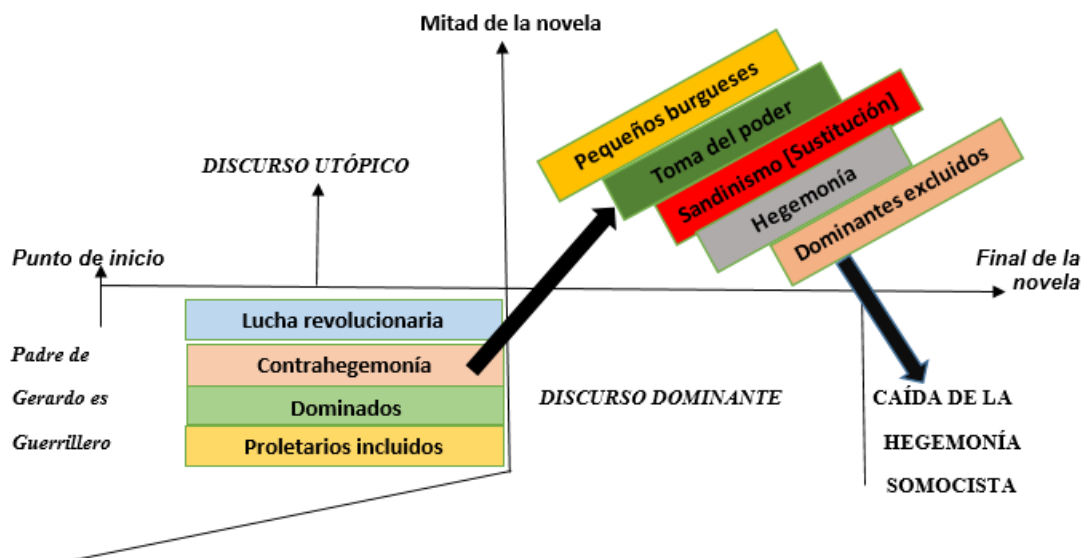 Mitad de la novela
DISCURSO UTÓPICO
Pequeños burgueses
Toma del poder
Sandinismo [Sustitución]
Hegemonía
Dominantes excluidos
Punto de inicio
Final de la
novela
Lucha revolucionaria
Contrahegemonía
Dominados
Proletarios incluidos
Padre de
Gerardo es
Guerrillero
DISCURSO DOMINANTE
CAÍDA DE LA
HEGEMONÍA
SOMOCISTA